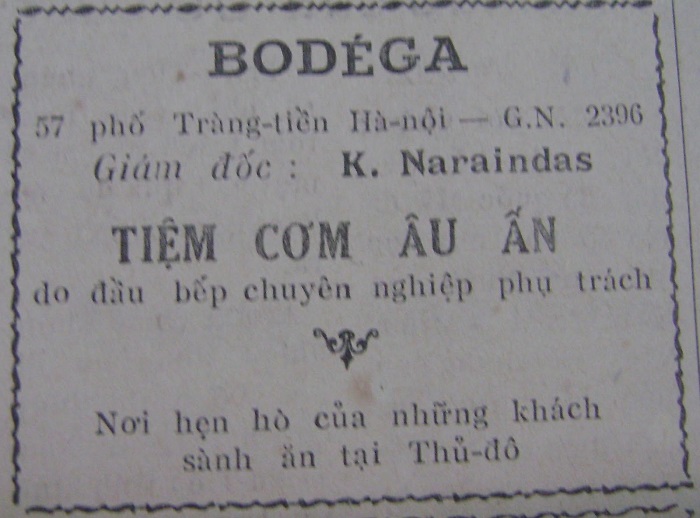 BODÉGA
57 phố Tràng-tiền Hà-nội — G.N. 2396
Giám đốc : K. Naraindas
TIỆM CƠM ÂU ẤN
do đầu bếp chuyên nghiệp phụ trách
Nơi hẹn hò của những khách
sành ăn tại Thủ-đô